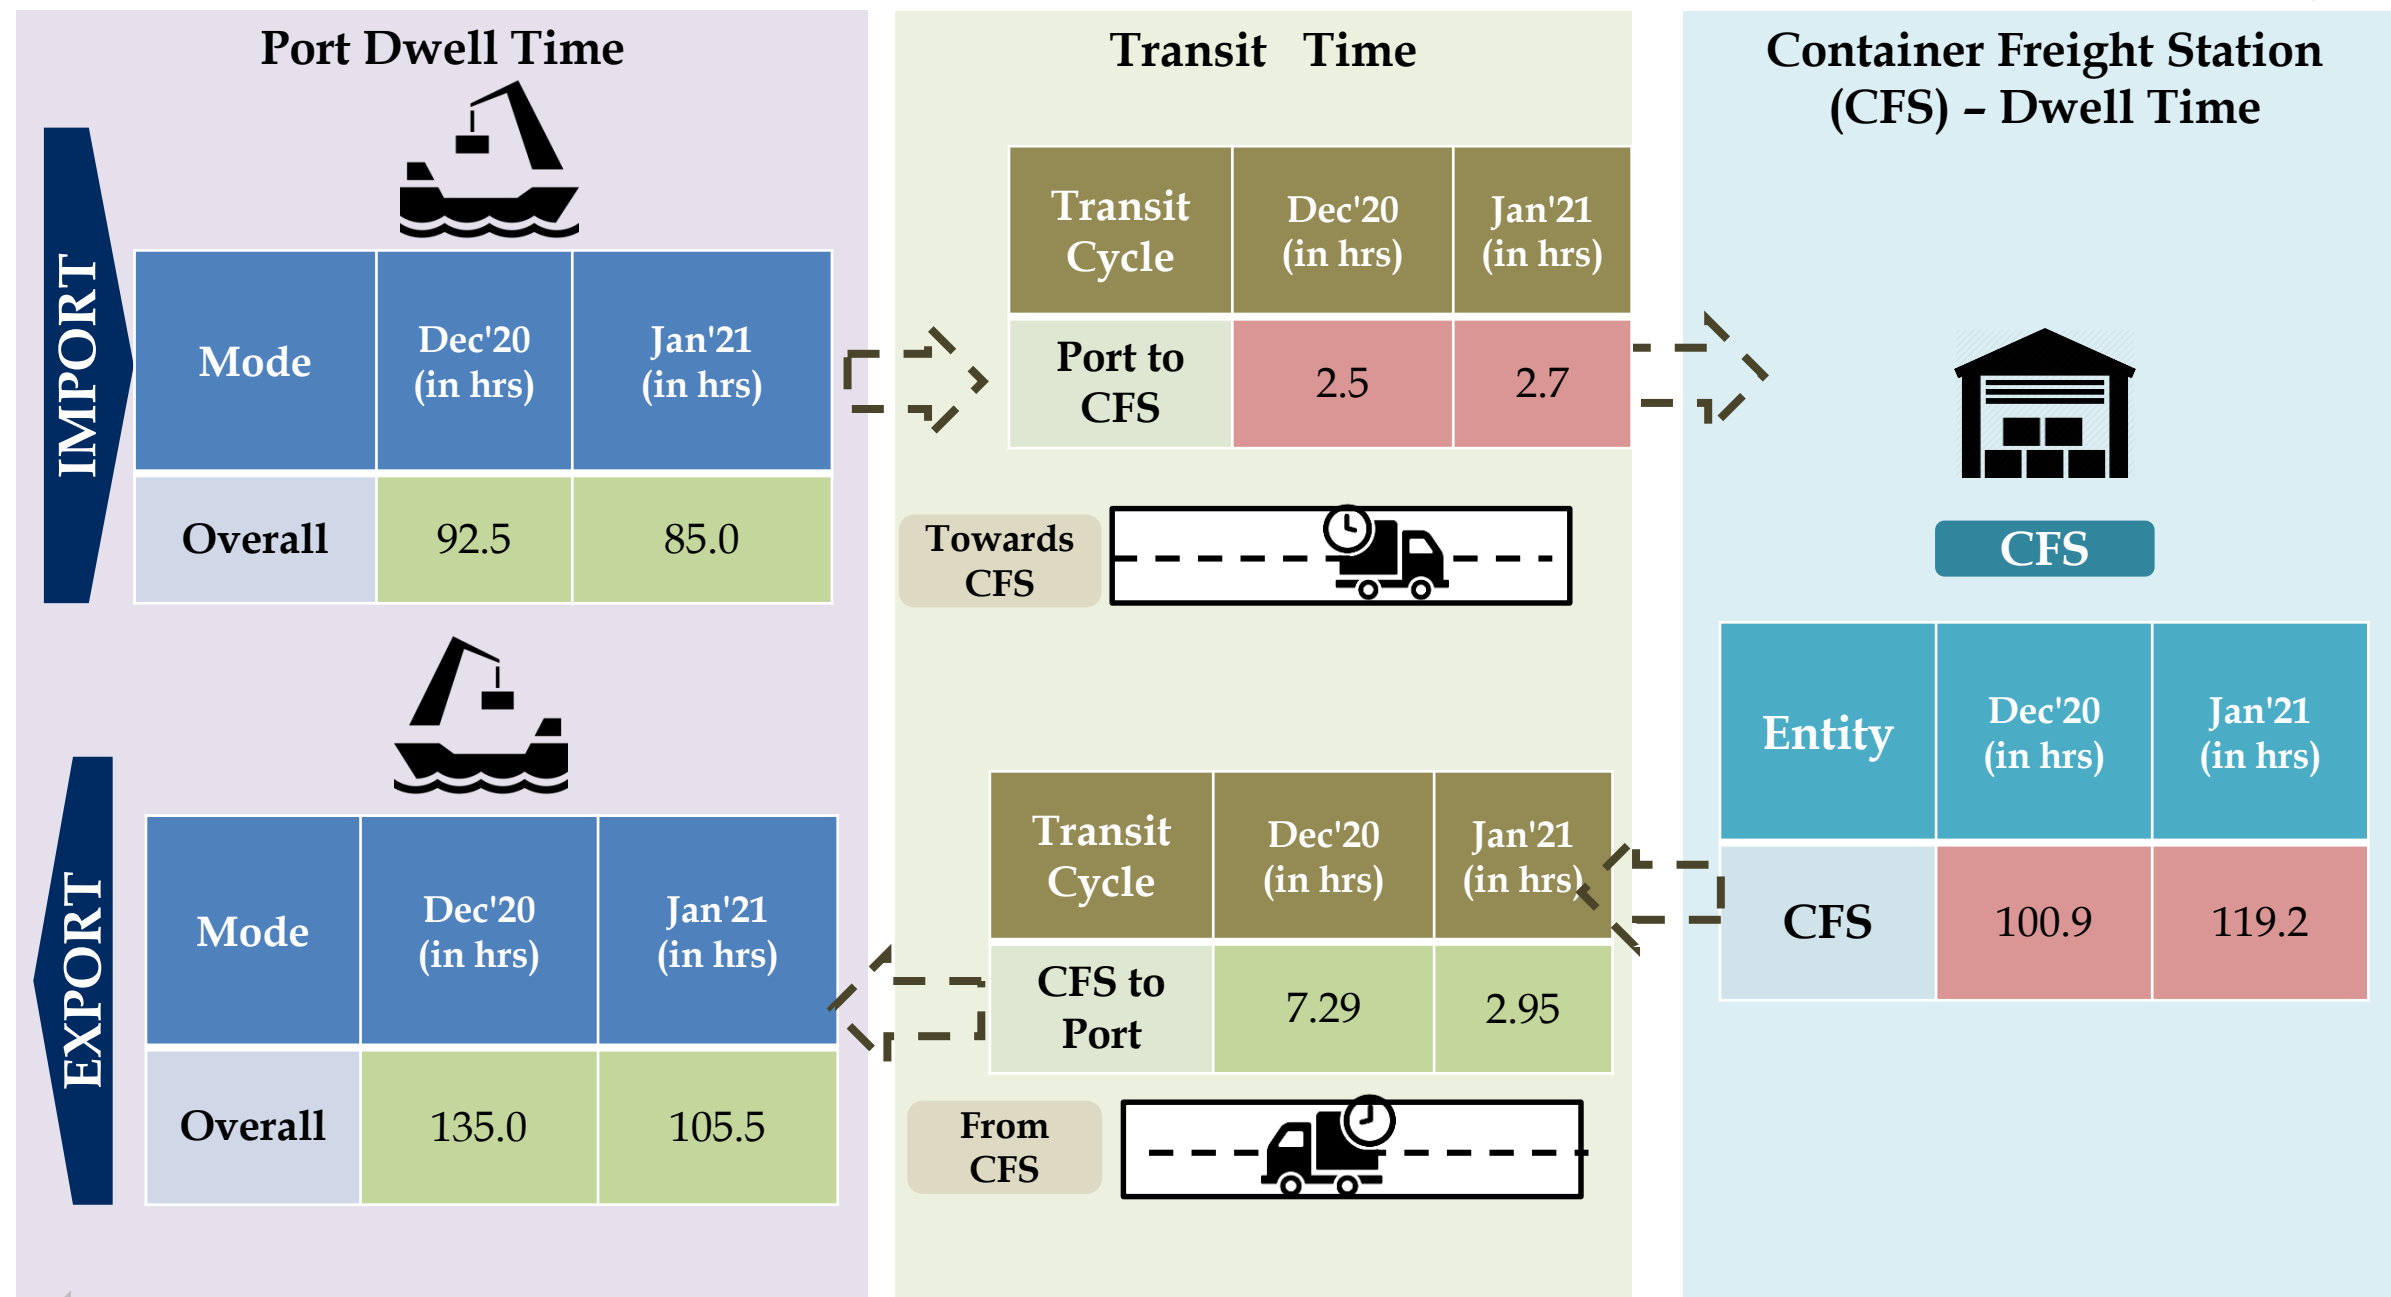 Port Dwell Time
IMPORT
Mode
Dec'20
(in hrs)
Jan'21
(in hrs)
Overall
92.5
85.0
EXPORT
Mode
Dec'20
(in hrs)
Jan'21
(in hrs)
Overall
135.0
105.5
Transit Time
Transit
Cycle
Dec'20
(in hrs)
Jan'21
(in hrs)
Port to
CFS
2.5
2.7
Towards
CFS
Transit
Cycle
Dec'20
(in hrs)
Jan'21
(in hrs)
CFS to
Port
7.29
2.95
From
CFS
Container Freight Station
(CFS) – Dwell Time
CFS
Entity
Dec'20
(in hrs)
Jan'21
(in hrs)
CFS
100.9
119.2